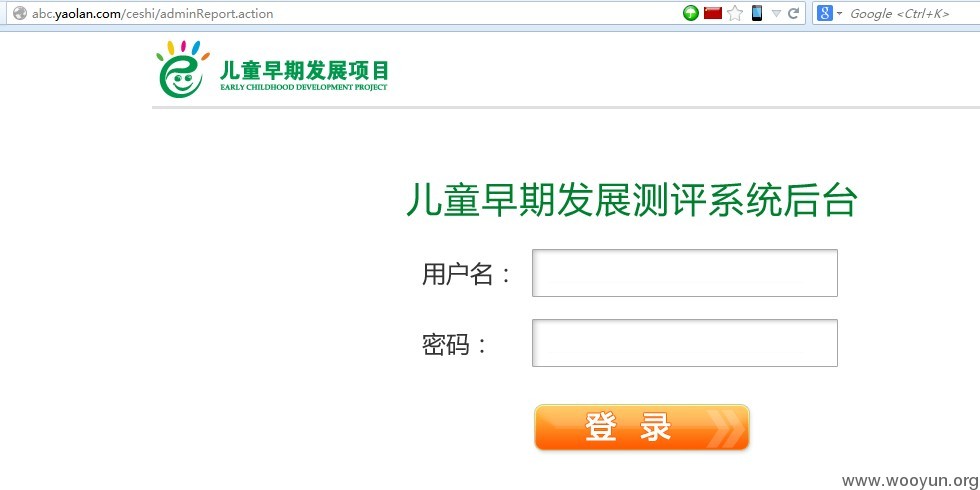 abc.yaolan.com/ceshi/adminReport.action
8 Google <Ctrl+K>
儿童早期发展项目
EARLY CHILDHOOD DEVELOPMENT PROJECT
儿童早期发展测评系统后台
用户名：
密码：
登 录
www.wooyun.org